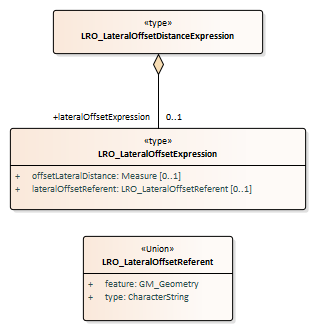 «type»
LRO_LateralOffsetDistanceExpression
+lateralOffsetExpression 0..1
«type»
LRO_LateralOffsetExpression
+ offsetLateralDistance: Measure [0..1]
+ lateralOffsetReferent: LRO_LateralOffsetReferent [0..1]
«Union»
LRO_LateralOffsetReferent
+ feature: GM_Geometry
+ type: CharacterString